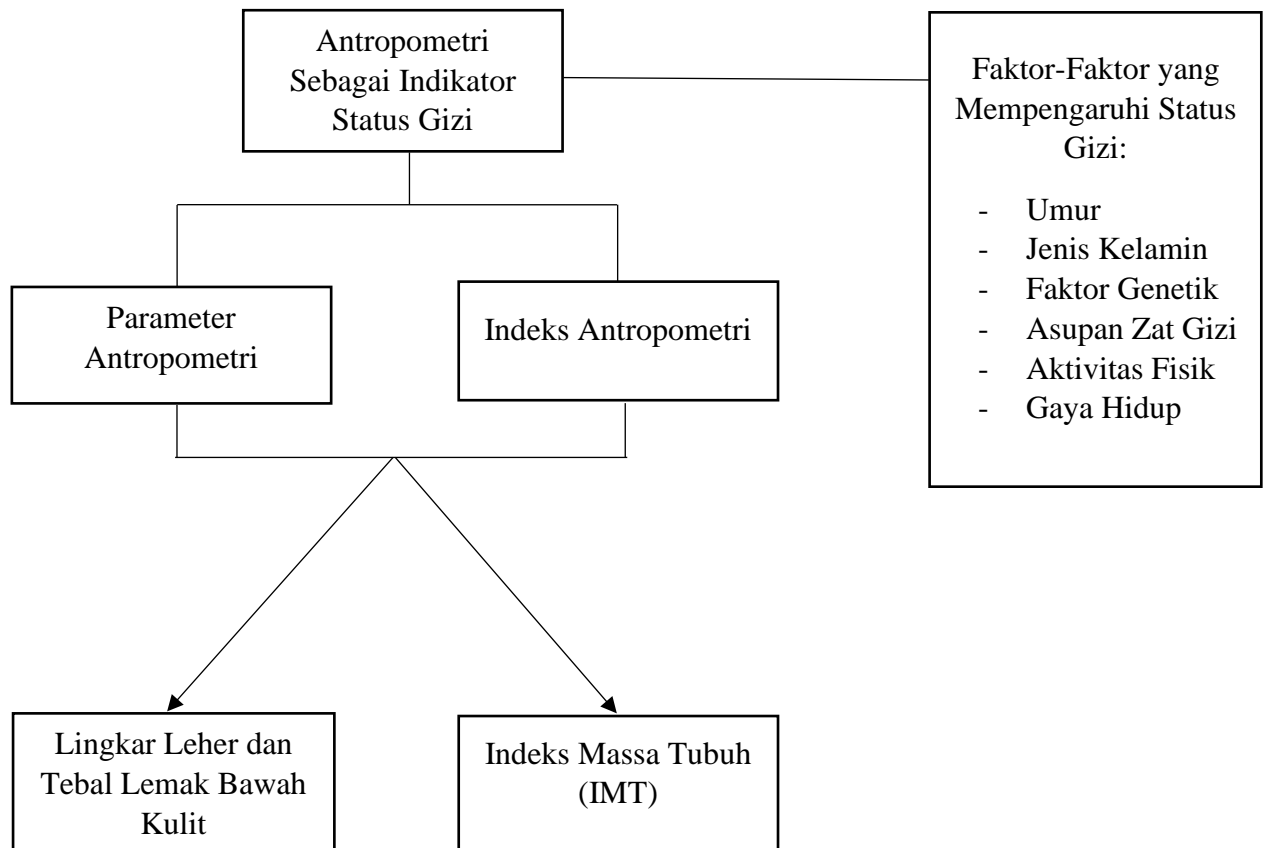 Antropometri
Sebagai Indikator
Status Gizi
Faktor-Faktor yang
Mempengaruhi Status
Gizi:
- Umur
- Jenis Kelamin
- Faktor Genetik
- Asupan Zat Gizi
- Aktivitas Fisik
- Gaya Hidup
Parameter
Antropometri
Indeks Antropometri
Lingkar Leher dan
Tebal Lemak Bawah
Kulit
Indeks Massa Tubuh
(IMT)